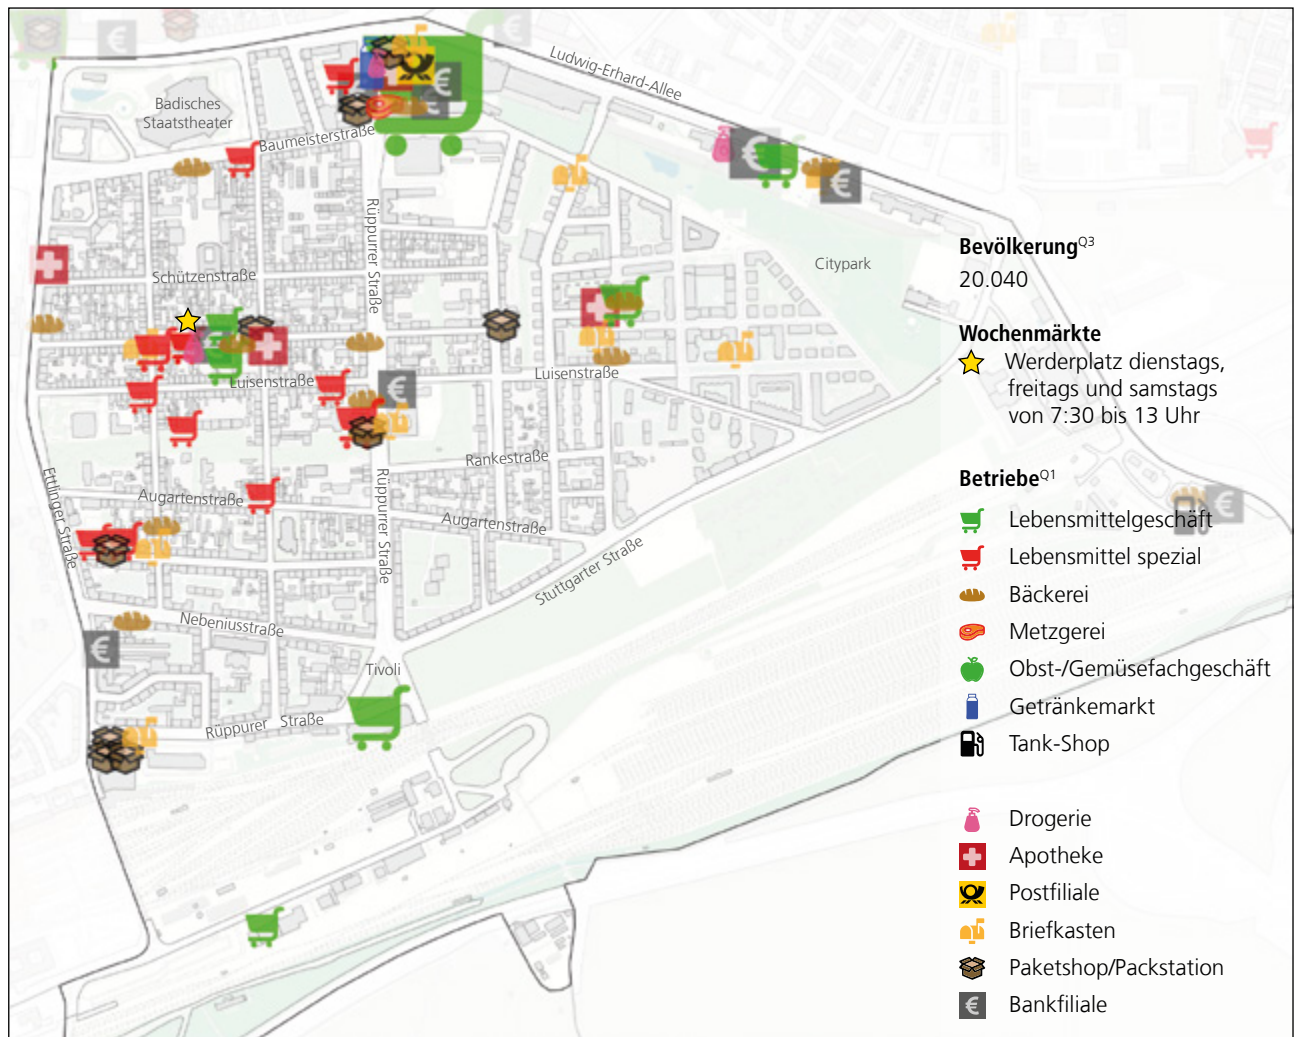 Ludwig-Erhard-Allee
Badisches
Staatstheater
Baumeisterstraße
Rüppurrer Straße
Schützenstraße
Citypark
Luisenstraße
Luisenstraße
Rankestraße
Ettlinger Straße
Augartenstraße
Augartenstraße
Rüppurrer Straße
Stuttgarter Straße
Nebeniusstraße
Tivoli
Rüppurer Straße
Bevölkerung Q3
20.040
Wochenmärkte
Werderplatz dienstags,
freitags und samstags
von 7:30 bis 13 Uhr
Betriebe Q1
Lebensmittelgeschäft
Lebensmittel spezial
Bäckerei
Metzgerei
Obst-/Gemüsefachgeschäft
Getränkemarkt
Tank-Shop
Drogerie
Apotheke
Postfiliale
Briefkasten
Paketshop/Packstation
Bankfiliale